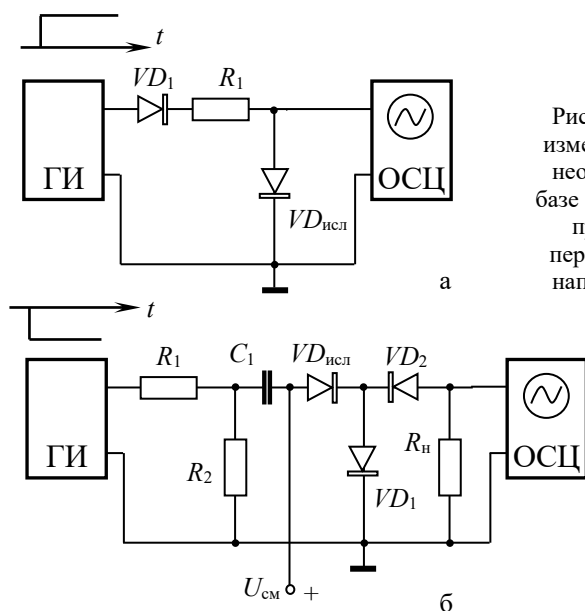 t
VD1
R1
ГИ
ОСЦ
VDисл
а
Рис
изме
нео
базе
п
пер
нап
t
R1
C1
VDисл
VD2
ГИ
R2
VD1
Rн
ОСЦ
Uсм
+
б